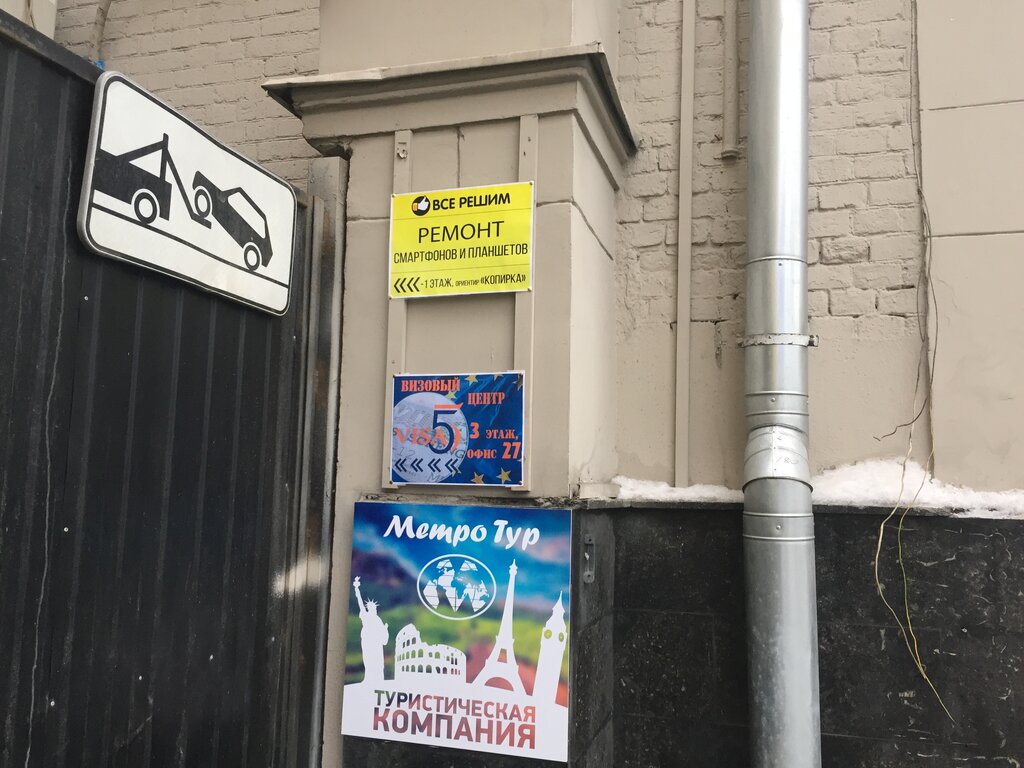 ВСЕ РЕШИМ
РЕМОНТ
СМАРТФОНОВ И ПЛАНШЕТОВ
-1 ЭТАЖ, ОРИЕНТИР «КОПИРКА»
ВИЗОВЫЙ
ЦЕНТР
5
VISA
3 ЭТАЖ,
ОФИС 27
Метро Тур
ТУРИСТИЧЕСКАЯ
КОМПАНИЯ